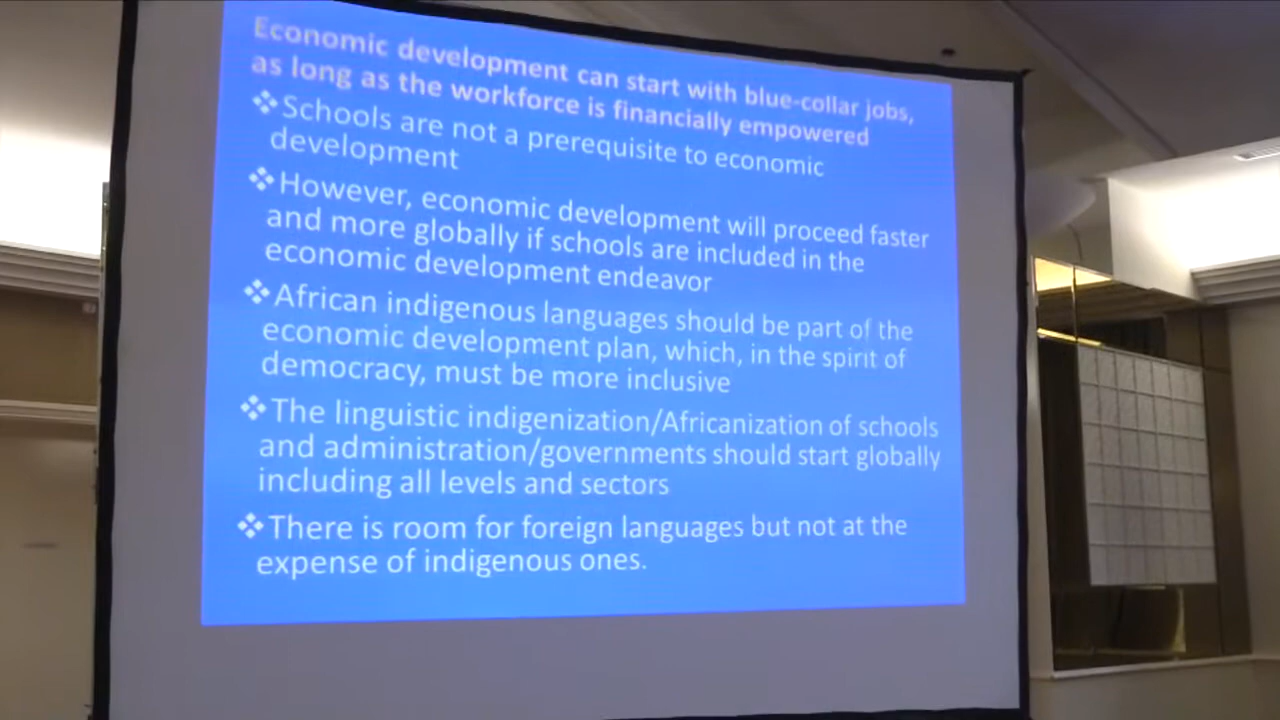 Economic development can start with blue-collar jobs,
as long as the workforce is financially empowered
❖Schools are not a prerequisite to economic
development
❖However, economic development will proceed faster
and more globally if schools are included in the
economic development endeavor
❖African indigenous languages should be part of the
economic development plan, which, in the spirit of
democracy, must be more inclusive
❖The linguistic indigenization/Africanization of schools
and administration/governments should start globally
including all levels and sectors
❖There is room for foreign languages but not at the
expense of indigenous ones.